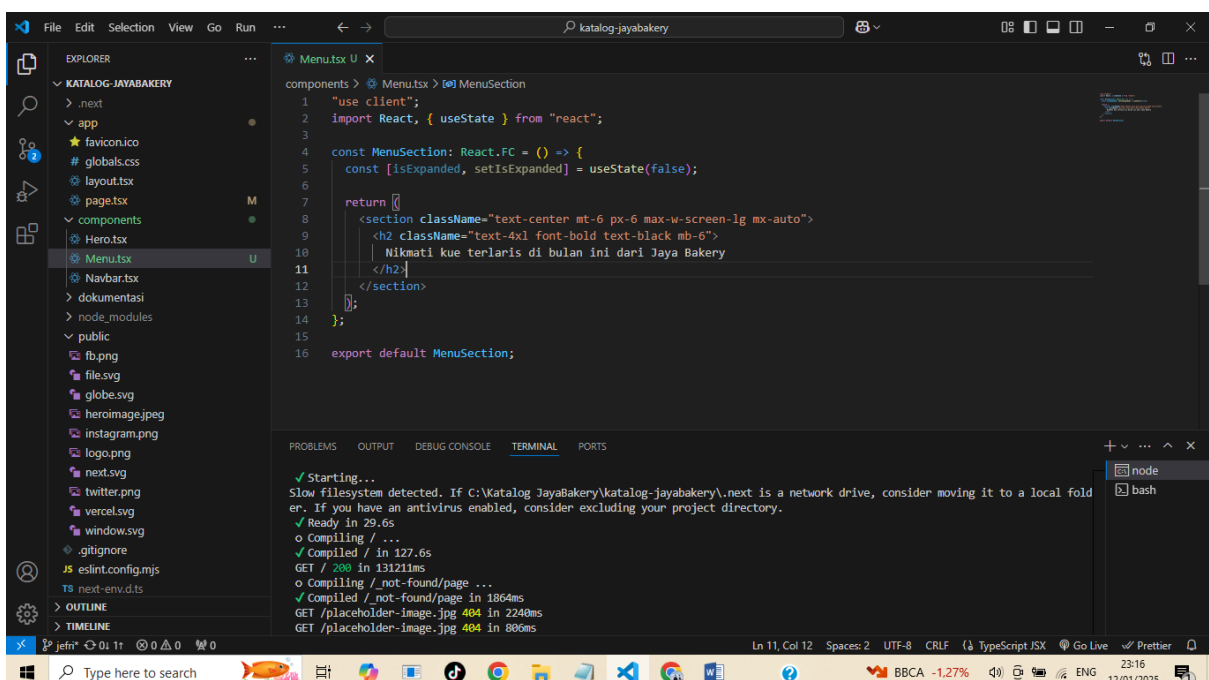 File Edit Selection View Go Run ··· katalog-jayabakery
EXPLORER ···
KATALOG-JAYABAKERY
.next
app
favicon.ico
# globals.css
layout.tsx
page.tsx M
components
Hero.tsx
Menu.tsx U
Navbar.tsx
dokumentasi
node_modules
public
fb.png
file.svg
globe.svg
heroimage.jpeg
instagram.png
logo.png
next.svg
twitter.png
vercel.svg
window.svg
.gitignore
JS eslint.config.mjs
TS next-env.d.ts
OUTLINE
TIMELINE
2
Menu.tsx U
components > Menu.tsx > MenuSection
1 "use client";
2 import React, { useState } from "react";
3
4 const MenuSection: React.FC = () => {
5 const [isExpanded, setIsExpanded] = useState(false);
6
7 return (
8 <section className="text-center mt-6 px-6 max-w-screen-lg mx-auto">
9 <h2 className="text-4xl font-bold text-black mb-6">
10 Nikmati kue terlaris di bulan ini dari Jaya Bakery
11 </h2>
12 </section>
13 );
14 };
15
16 export default MenuSection;
PROBLEMS OUTPUT DEBUG CONSOLE TERMINAL PORTS
✓ Starting...
Slow filesystem detected. If C:\Katalog JayaBakery\katalog-jayabakery\.next is a network drive, consider moving it to a local fold
er. If you have an antivirus enabled, consider excluding your project directory.
✓ Ready in 29.6s
○ Compiling / ...
✓ Compiled / in 127.6s
GET / 200 in 131211ms
○ Compiling /_not-found/page ...
✓ Compiled /_not-found/page in 1864ms
GET /placeholder-image.jpg 404 in 2240ms
GET /placeholder-image.jpg 404 in 806ms
node
bash
jefri* 0↓ 1↑ 0 0 0 Ln 11, Col 12 Spaces: 2 UTF-8 CRLF TypeScript JSX Go Live Prettier
Type here to search BBCA -1,27% ENG 23:16
12/01/2025